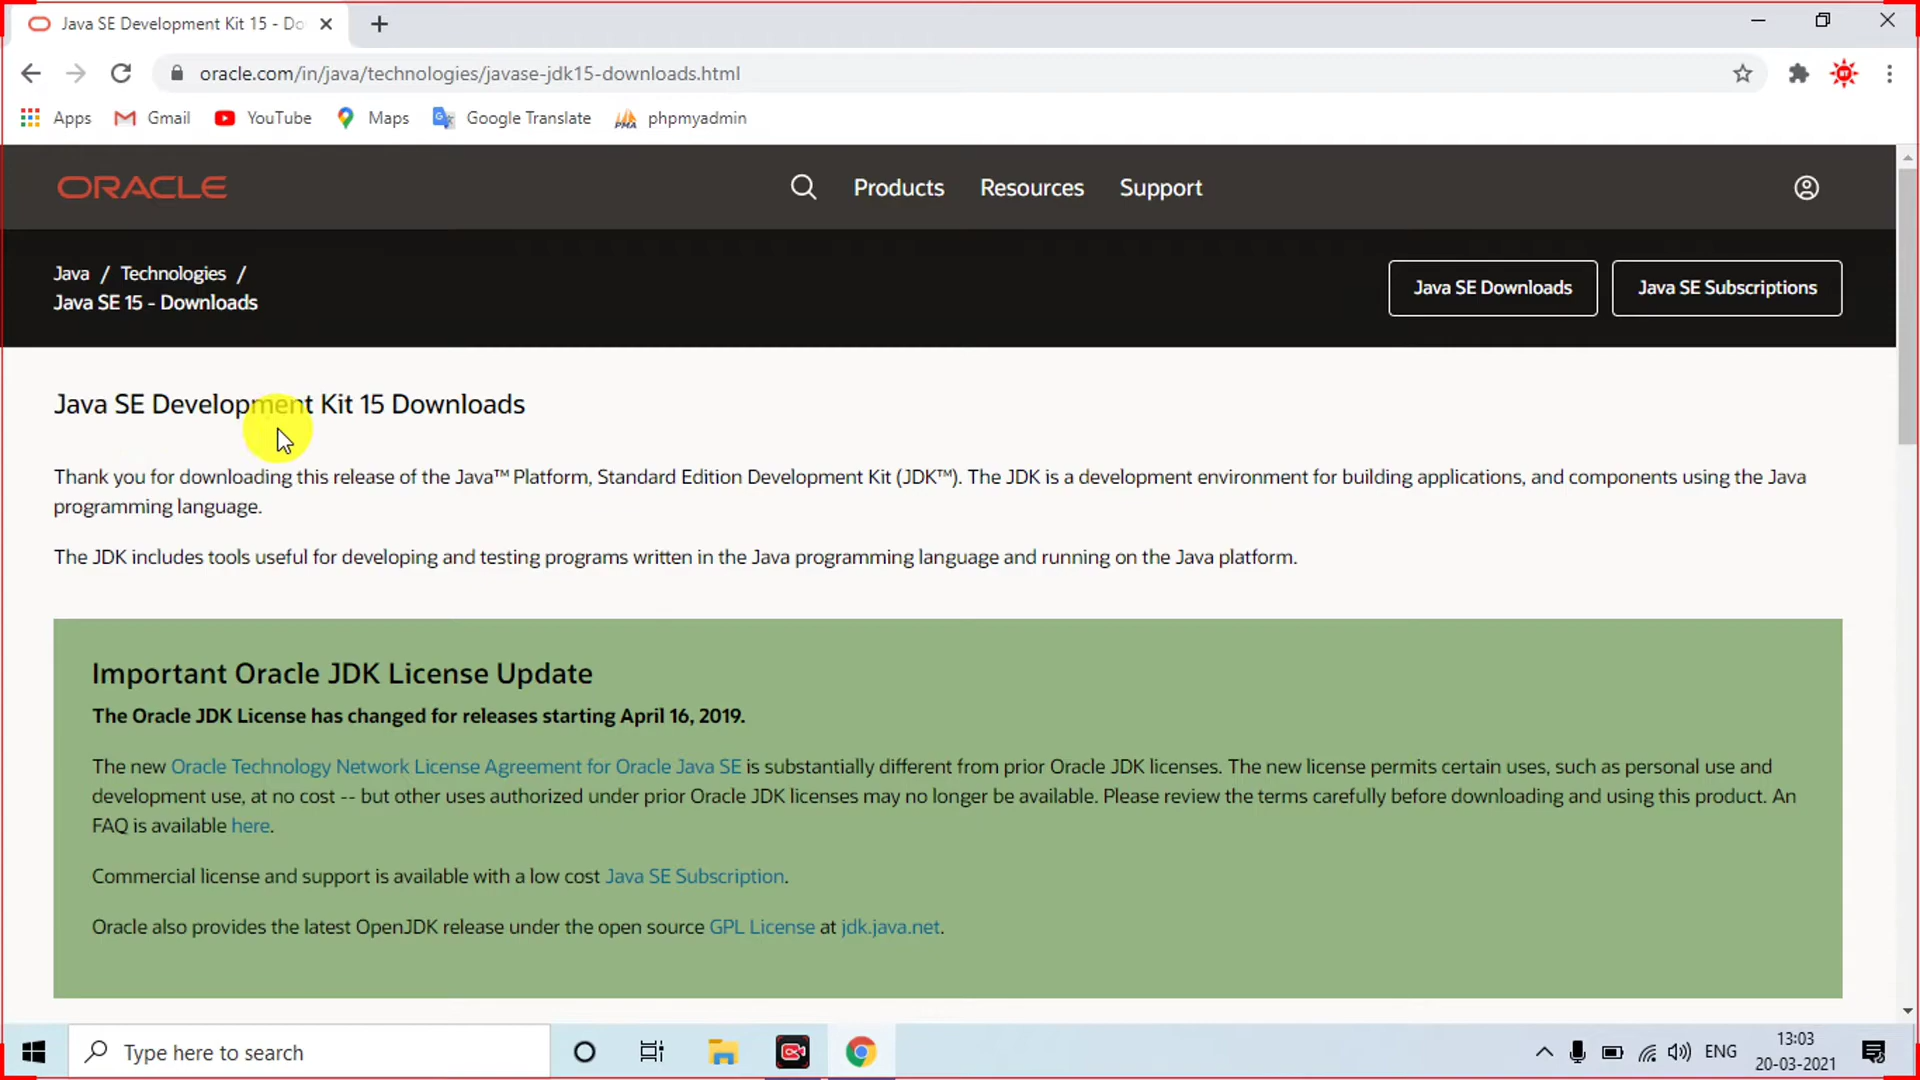 Java SE Development Kit 15 - Do
oracle.com/in/java/technologies/javase-jdk15-downloads.html
Apps Gmail YouTube Maps Google Translate phpmyadmin
ORACLE Products Resources Support
Java / Technologies /
Java SE 15 - Downloads
Java SE Downloads Java SE Subscriptions
Java SE Development Kit 15 Downloads
Thank you for downloading this release of the Java™ Platform, Standard Edition Development Kit (JDK™). The JDK is a development environment for building applications, and components using the Java
programming language.
The JDK includes tools useful for developing and testing programs written in the Java programming language and running on the Java platform.
Important Oracle JDK License Update
The Oracle JDK License has changed for releases starting April 16, 2019.
The new Oracle Technology Network License Agreement for Oracle Java SE is substantially different from prior Oracle JDK licenses. The new license permits certain uses, such as personal use and
development use, at no cost -- but other uses authorized under prior Oracle JDK licenses may no longer be available. Please review the terms carefully before downloading and using this product. An
FAQ is available here.
Commercial license and support is available with a low cost Java SE Subscription.
Oracle also provides the latest OpenJDK release under the open source GPL License at jdk.java.net.
Type here to search
ENG
13:03
20-03-2021